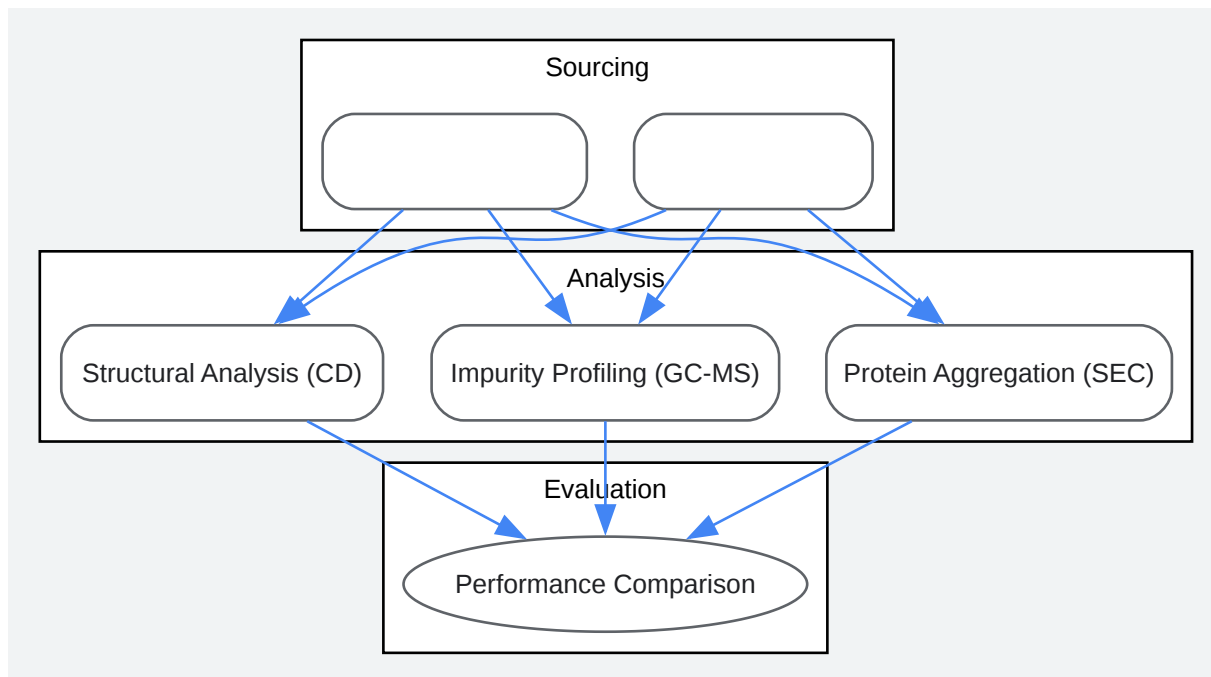 Sourcing
Analysis
Structural Analysis (CD)
Impurity Profiling (GC-MS)
Protein Aggregation (SEC)
Evaluation
Performance Comparison